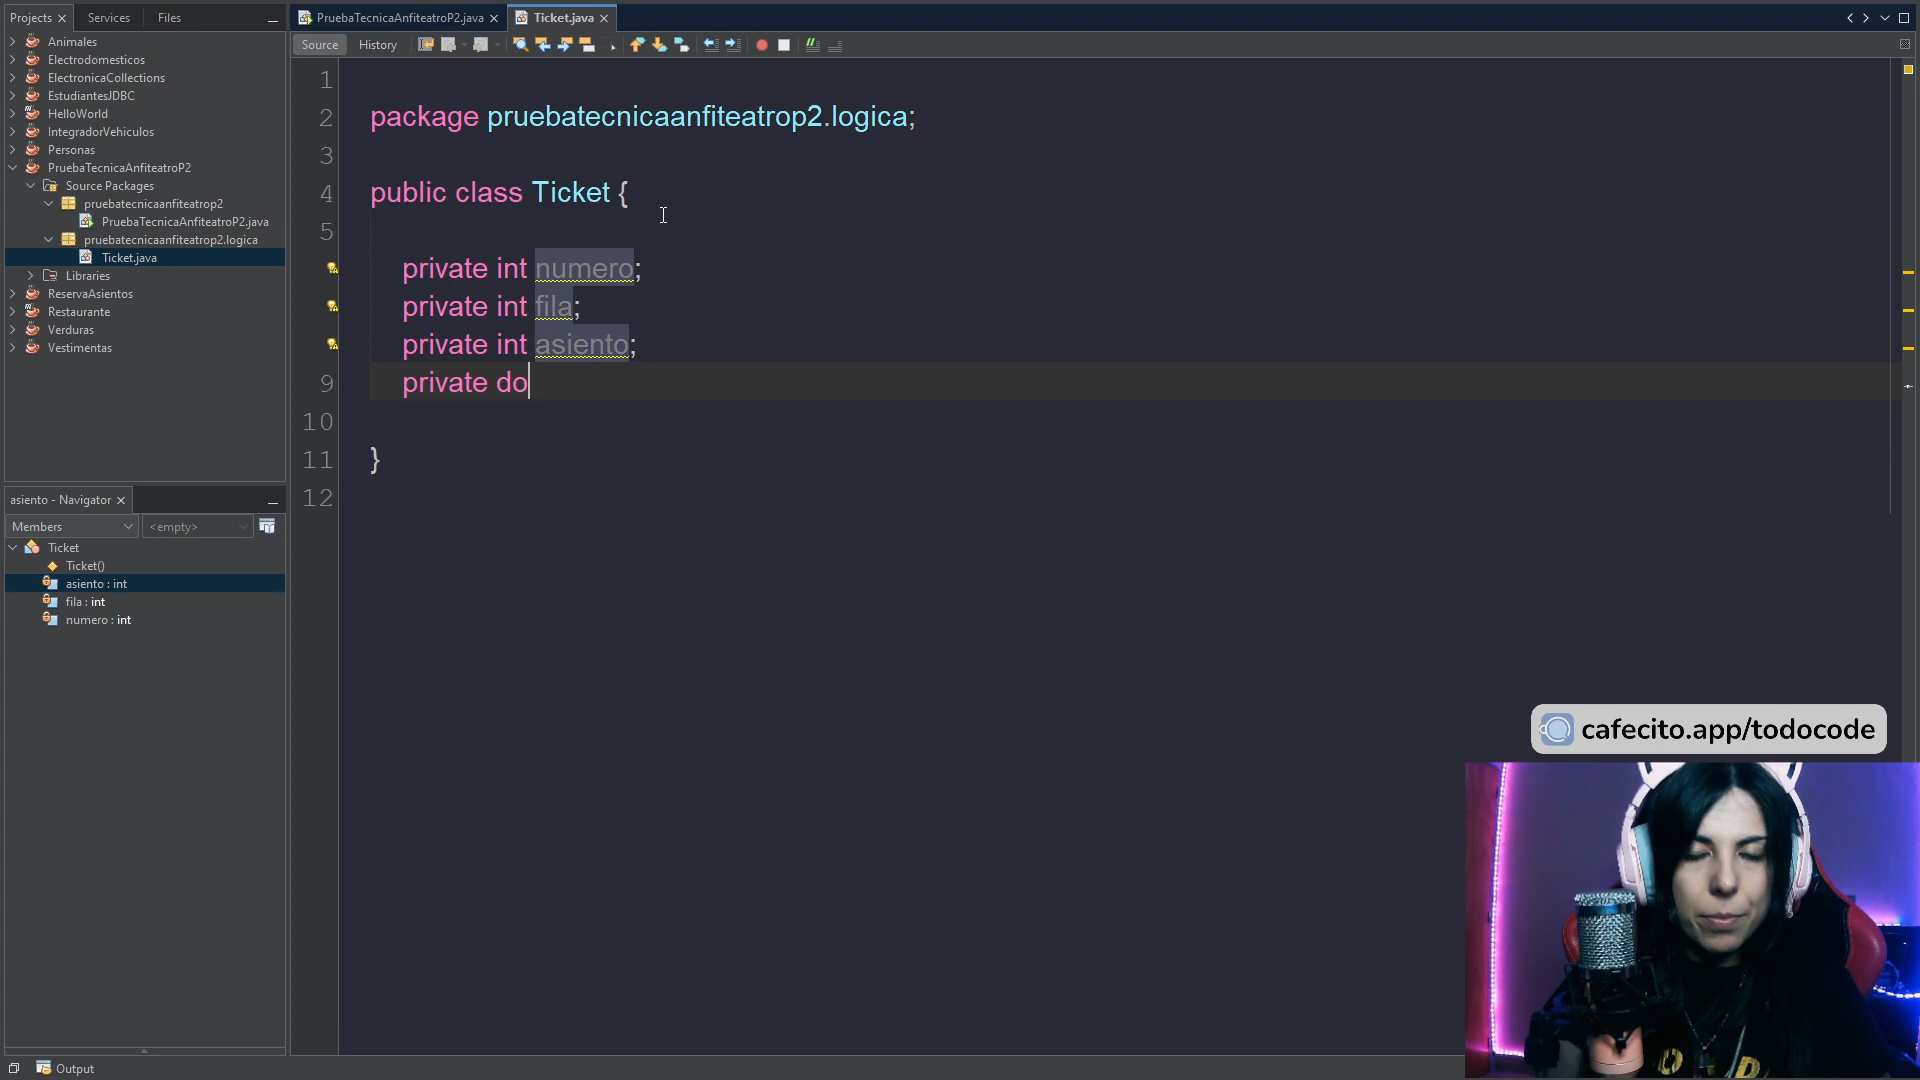 Projects
Services
Files
PruebaTecnicaAnfiteatroP2.java
Ticket.java
Source
History
Animales
Electrodomesticos
ElectronicaCollections
EstudiantesJDBC
HelloWorld
IntegradorVehiculos
Personas
PruebaTecnicaAnfiteatroP2
Source Packages
pruebatecnicaanfiteatrop2
PruebaTecnicaAnfiteatroP2.java
pruebatecnicaanfiteatrop2.logica
Ticket.java
Libraries
ReservaAsientos
Restaurante
Verduras
Vestimentas
1
2 package pruebatecnicaanfiteatrop2.logica;
3
4 public class Ticket {
5
private int numero;
private int fila;
private int asiento;
9 private do
10
11 }
12
asiento - Navigator
Members
<empty>
Ticket
Ticket()
asiento : int
fila : int
numero : int
Output
cafecito.app/todocode